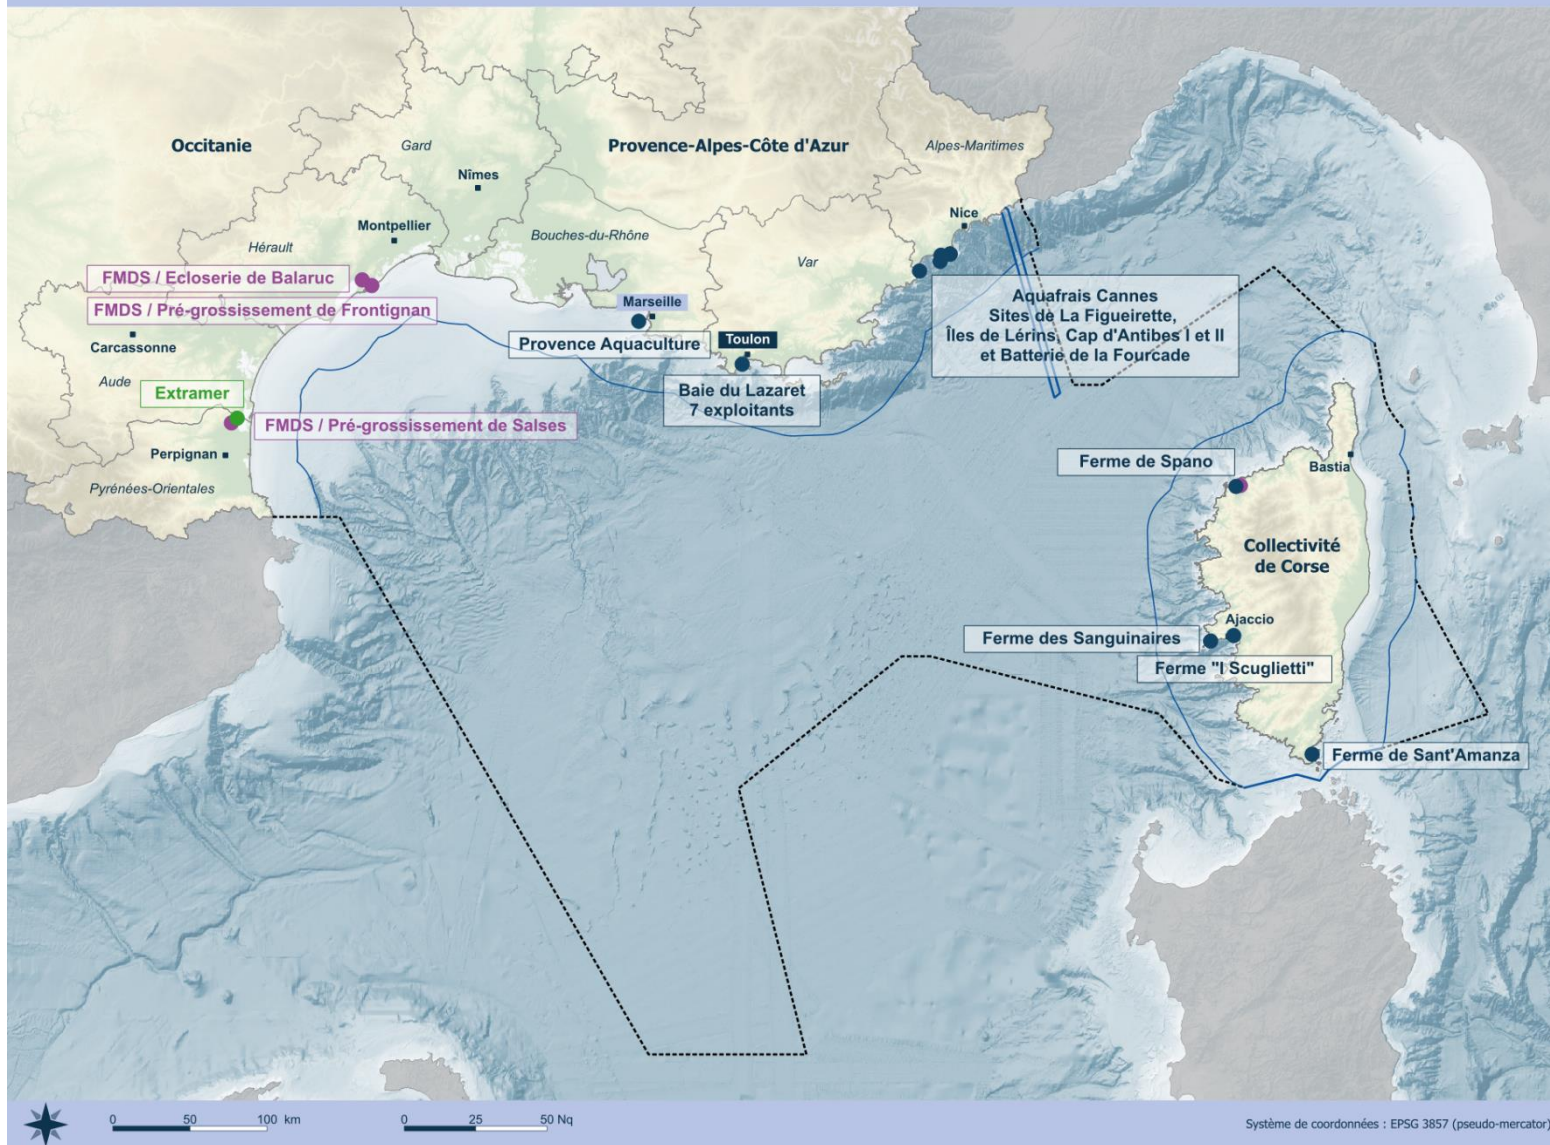 Occitanie
Gard
Provence-Alpes-Côte d'Azur
Alpes-Maritimes
Nîmes
Montpellier
Nice
Hérault
Bouches-du-Rhône
Var
FMDS / Ecloserie de Balaruc
FMDS / Pré-grossissement de Frontignan
Marseille
Provence Aquaculture
Toulon
Aquafrais Cannes
Sites de La Figueirette,
Îles de Lérins, Cap d'Antibes I et II
et Batterie de la Fourcade
Carcassonne
Aude
Baie du Lazaret
7 exploitants
Extramer
FMDS / Pré-grossissement de Salses
Perpignan
Pyrénées-Orientales
Ferme de Spano
Bastia
Collectivité
de Corse
Ajaccio
Ferme des Sanguinaires
Ferme "I Scuglietti"
Ferme de Sant'Amanza
0 50 100 km
0 25 50 Nq
Système de coordonnées : EPSG 3857 (pseudo-mercator)